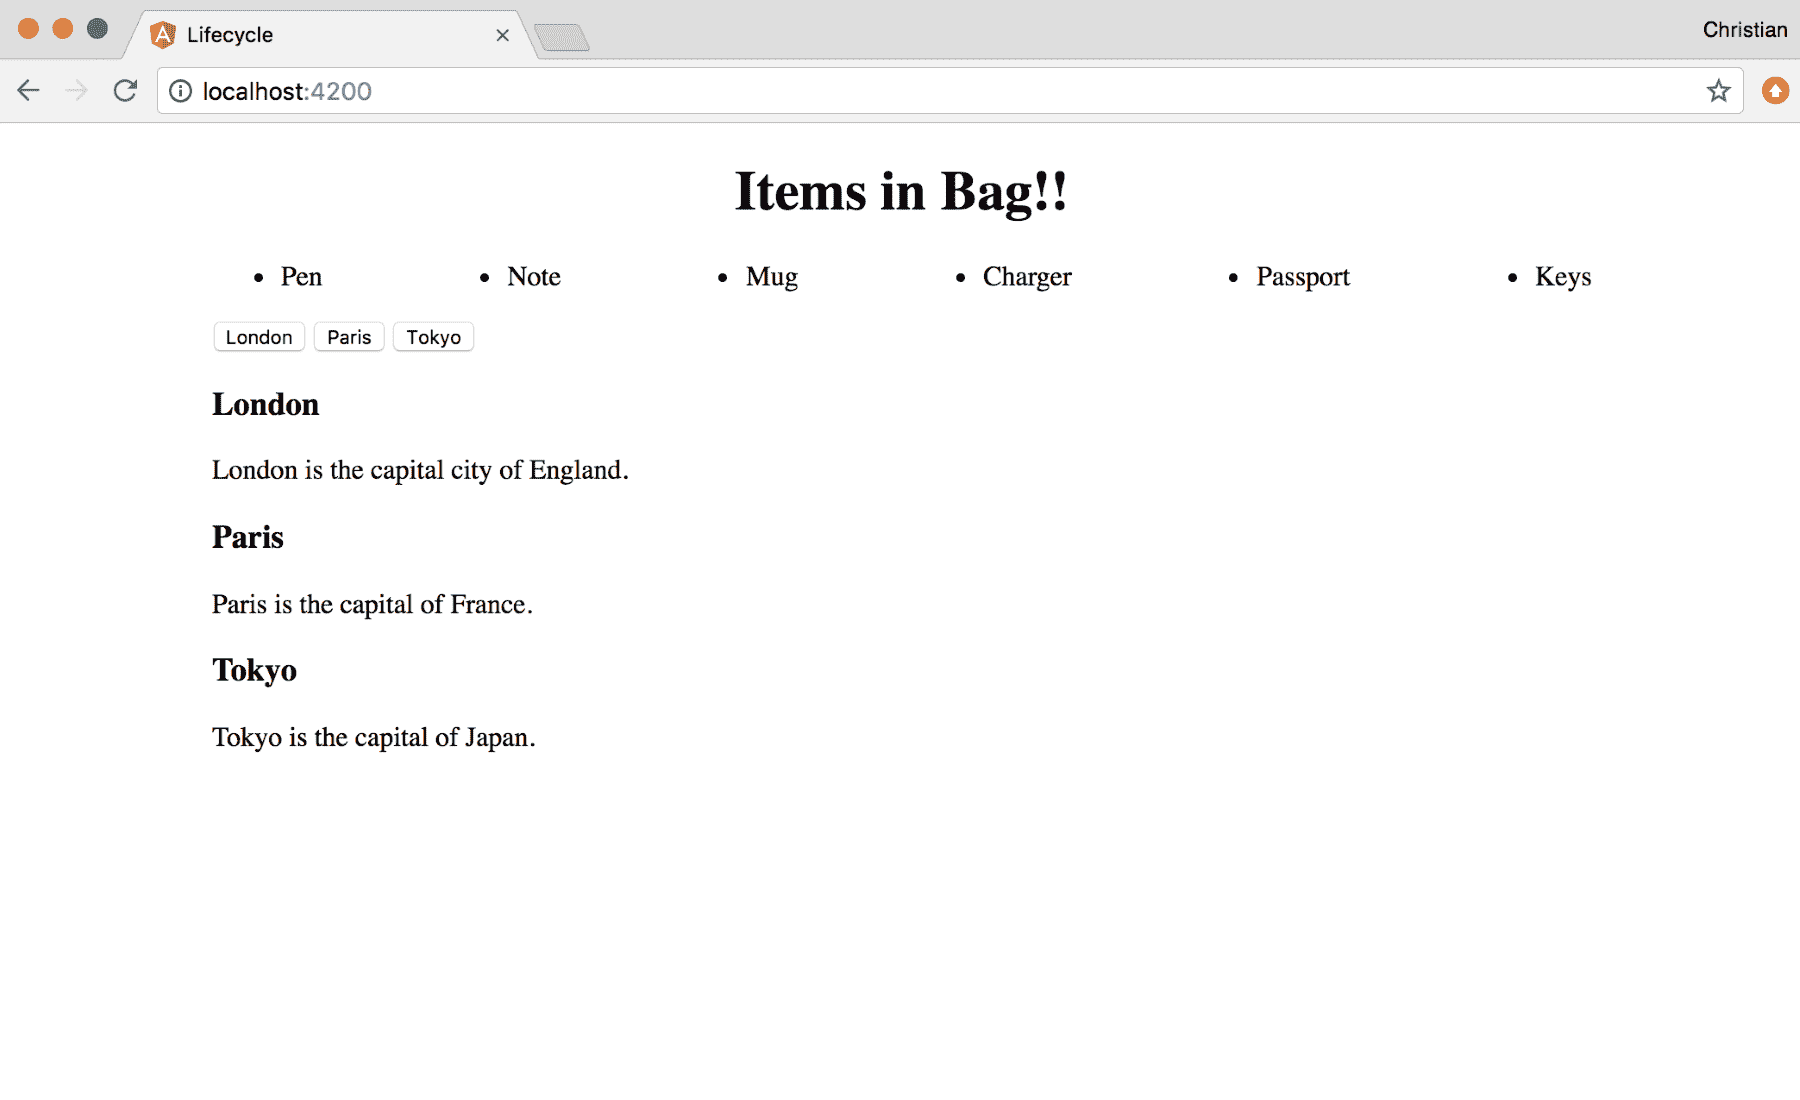 Lifecycle
Christian
localhost:4200
Items in Bag!!
Pen Note Mug Charger Passport Keys
London Paris Tokyo
London
London is the capital city of England.
Paris
Paris is the capital of France.
Tokyo
Tokyo is the capital of Japan.